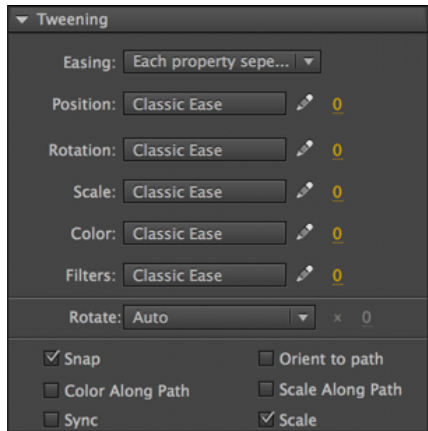 Tweening
Easing: Each property sepe...
Position: Classic Ease 0
Rotation: Classic Ease 0
Scale: Classic Ease 0
Color: Classic Ease 0
Filters: Classic Ease 0
Rotate: Auto × 0
Snap Orient to path
Color Along Path Scale Along Path
Sync Scale